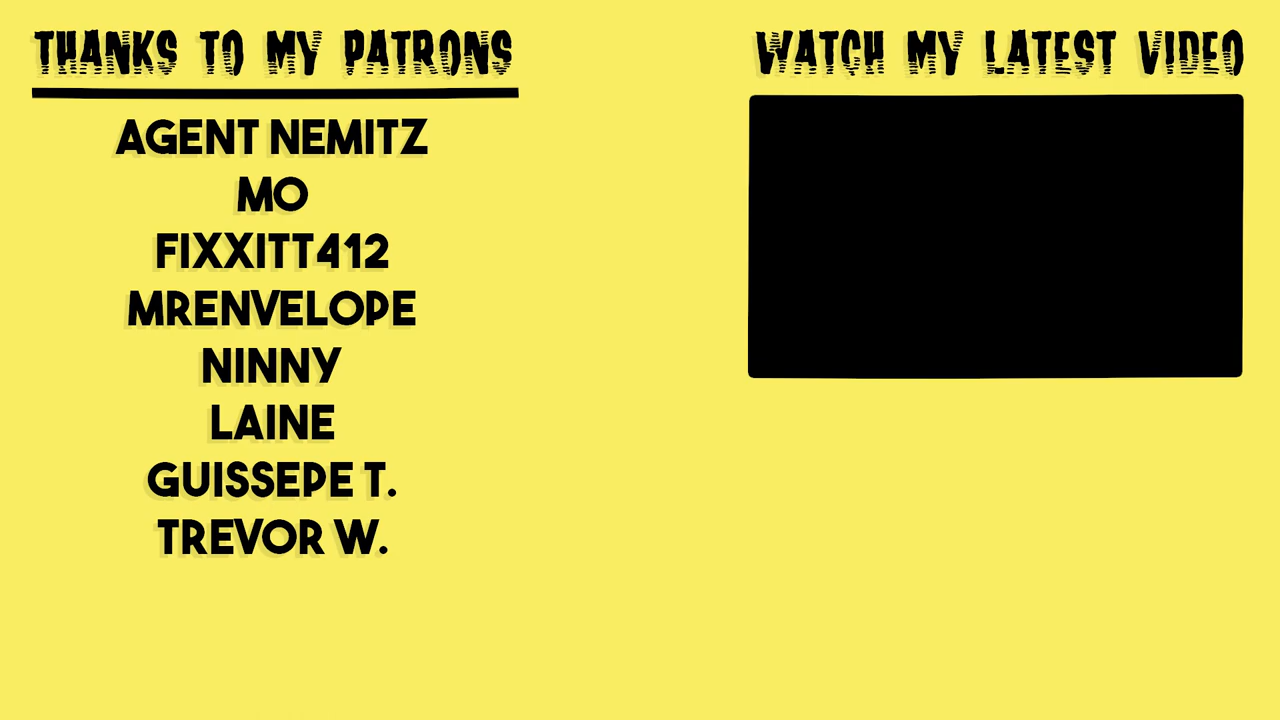 THANKS TO MY PATRONS
AGENT NEMITZ
MO
FIXXITT412
MRENVELOPE
NINNY
LAINE
GUISSEPE T.
TREVOR W.
WATCH MY LATEST VIDEO